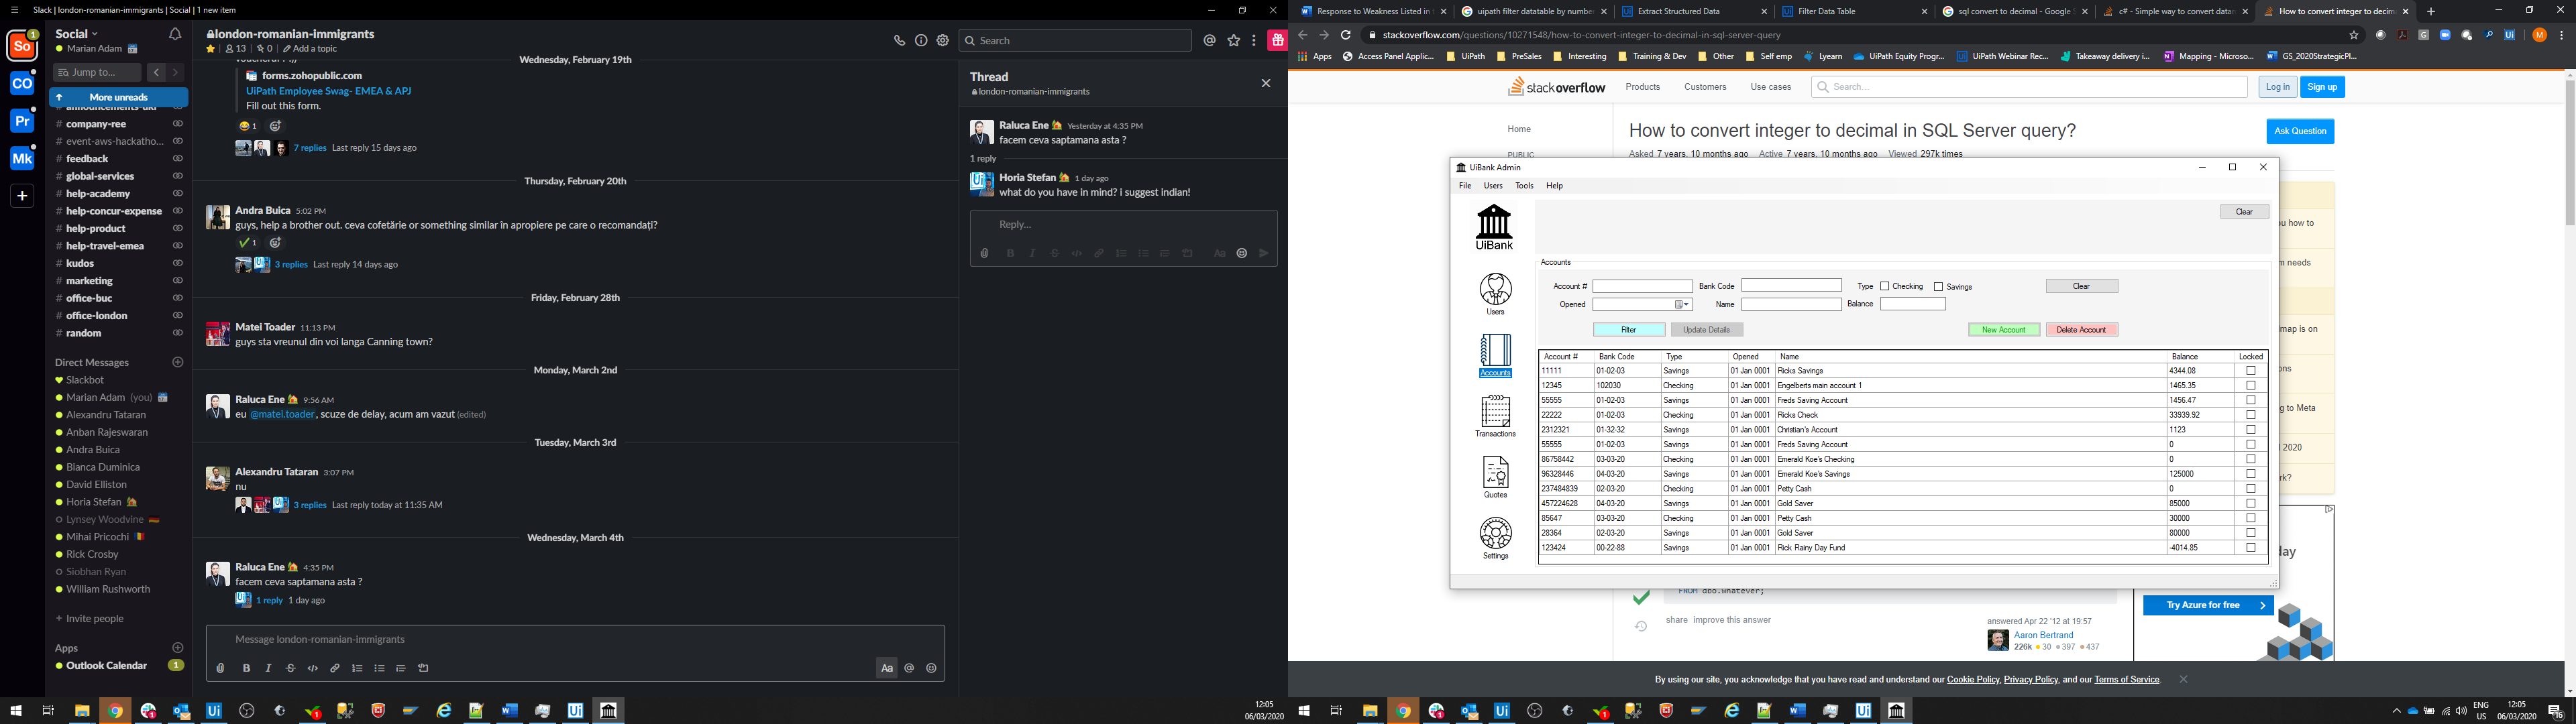 Slack | london-romanian-immigrants | Social | 1 new item
So
1
CO
Pr
Mk
Social
Marian Adam
Jump to...
More unreads
# company-ree
# event-aws-hackatho...
# feedback
# global-services
# help-academy
# help-concur-expense
# help-product
# help-travel-emea
# kudos
# marketing
# office-buc
# office-london
# random
Direct Messages
Slackbot
Marian Adam (you)
Alexandru Tataran
Anban Rajeswaran
Andra Buica
Bianca Duminica
David Elliston
Horia Stefan
Lynsey Woodvine
Mihai Pricochi
Rick Crosby
Siobhan Ryan
William Rushworth
+ Invite people
Apps
Outlook Calendar 1
london-romanian-immigrants
13 | 0 | Add a topic
Search
Wednesday, February 19th
forms.zohopublic.com
UiPath Employee Swag- EMEA & APJ
Fill out this form.
1
7 replies Last reply 15 days ago
Thursday, February 20th
Andra Buica 5:02 PM
guys, help a brother out. ceva cofetărie or something similar în apropiere pe care o recomandați?
1
3 replies Last reply 14 days ago
Friday, February 28th
Matei Toader 11:13 PM
guys sta vreunul din voi langa Canning town?
Monday, March 2nd
Raluca Ene 9:56 AM
eu @matei.toader, scuze de delay, acum am vazut (edited)
Tuesday, March 3rd
Alexandru Tataran 3:07 PM
nu
3 replies Last reply today at 11:35 AM
Wednesday, March 4th
Raluca Ene 4:35 PM
facem ceva saptamana asta ?
1 reply 1 day ago
Message london-romanian-immigrants
Aa
Thread
london-romanian-immigrants
Raluca Ene Yesterday at 4:35 PM
facem ceva saptamana asta ?
1 reply
Horia Stefan 1 day ago
what do you have in mind? i suggest indian!
Reply...
12:05
06/03/2020
Response to Weakness Listed in
uipath filter datatable by numbe
Extract Structured Data
Filter Data Table
sql convert to decimal - Google
c# - Simple way to convert datar
How to convert integer to decim
stackoverflow.com/questions/10271548/how-to-convert-integer-to-decimal-in-sql-server-query
Apps
Access Panel Applic...
UiPath
PreSales
Interesting
Training & Dev
Other
Self emp
Lyearn
UiPath Equity Progr...
UiPath Webinar Rec...
Takeaway delivery i...
Mapping - Microso...
GS_2020StrategicPl...
stackoverflow
Products
Customers
Use cases
Search...
Log in
Sign up
Home
PUBLIC
How to convert integer to decimal in SQL Server query?
Ask Question
Asked 7 years, 10 months ago Active 7 years, 10 months ago Viewed 297k times
UiBank Admin
File Users Tools Help
UiBank
Users
Accounts
Transactions
Quotes
Settings
Clear
Accounts
Account # Bank Code Type Checking Savings Clear
Opened Name Balance
Filter Update Details New Account Delete Account
Account # Bank Code Type Opened Name Balance Locked
11111 01-02-03 Savings 01 Jan 0001 Ricks Savings 4344.08
12345 102030 Checking 01 Jan 0001 Engelberts main account 1 1465.35
55555 01-02-03 Savings 01 Jan 0001 Freds Saving Account 1456.47
22222 01-02-03 Checking 01 Jan 0001 Ricks Check 33939.92
2312321 01-32-32 Savings 01 Jan 0001 Christian's Account 1123
55555 01-02-03 Savings 01 Jan 0001 Freds Saving Account 0
86758442 03-03-20 Checking 01 Jan 0001 Emerald Koe's Checking 0
96328446 04-03-20 Savings 01 Jan 0001 Emerald Koe's Savings 125000
237484839 02-03-20 Checking 01 Jan 0001 Petty Cash 0
457224628 04-03-20 Savings 01 Jan 0001 Gold Saver 85000
85647 03-03-20 Checking 01 Jan 0001 Petty Cash 30000
28364 02-03-20 Savings 01 Jan 0001 Gold Saver 80000
123424 00-22-88 Savings 01 Jan 0001 Rick Rainy Day Fund -4014.85
u how to
m needs
map is on
ons
g to Meta
2020
rk?
day
FROM dbo.whatever;
share improve this answer
answered Apr 22 '12 at 19:57
Aaron Bertrand
226k 30 397 437
Try Azure for free
By using our site, you acknowledge that you have read and understand our Cookie Policy, Privacy Policy, and our Terms of Service.
ENG
US
12:05
06/03/2020